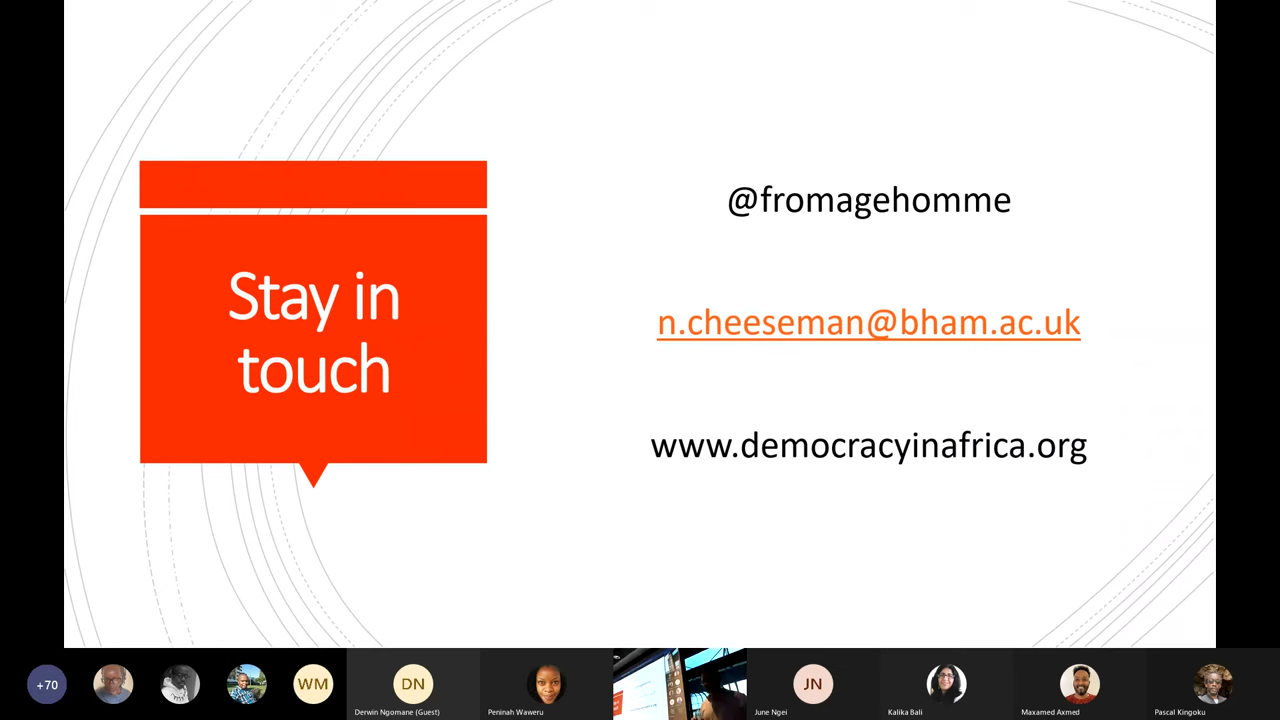 Stay in
touch
@fromagehomme
n.cheeseman@bham.ac.uk
www.democracyinafrica.org
+70
WM
DN
Derwin Ngomane (Guest)
Peninah Waweru
JN
June Ngei
Kalika Bali
Maxamed Axmed
Pascal Kingoku